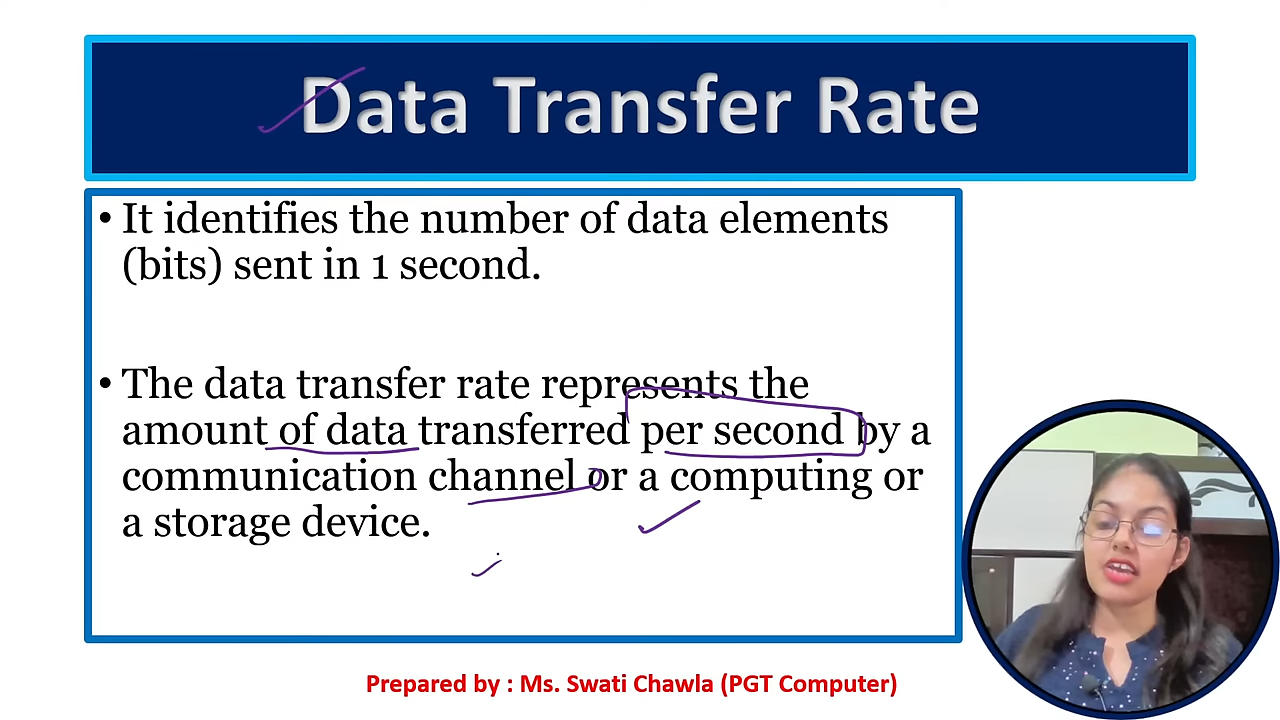 Data Transfer Rate
• It identifies the number of data elements
(bits) sent in 1 second.
• The data transfer rate represents the
amount of data transferred per second by a
communication channel or a computing or
a storage device.
Prepared by : Ms. Swati Chawla (PGT Computer)